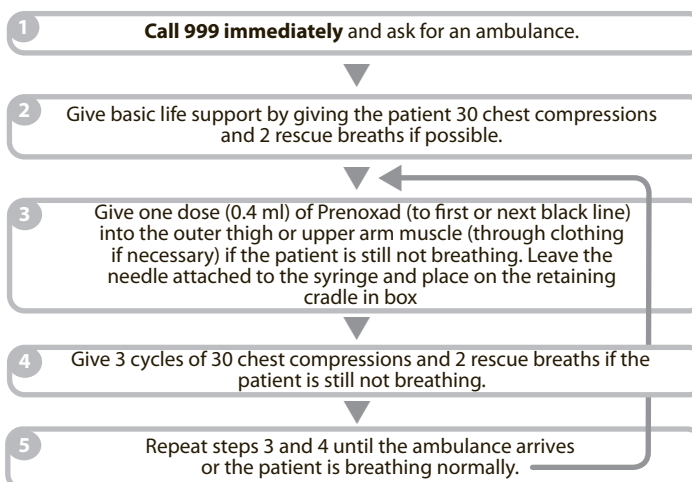 1
Call 999 immediately and ask for an ambulance.
2
Give basic life support by giving the patient 30 chest compressions
and 2 rescue breaths if possible.
3
Give one dose (0.4 ml) of Prenoxad (to first or next black line)
into the outer thigh or upper arm muscle (through clothing
if necessary) if the patient is still not breathing. Leave the
needle attached to the syringe and place on the retaining
cradle in box
4
Give 3 cycles of 30 chest compressions and 2 rescue breaths if the
patient is still not breathing.
5
Repeat steps 3 and 4 until the ambulance arrives
or the patient is breathing normally.